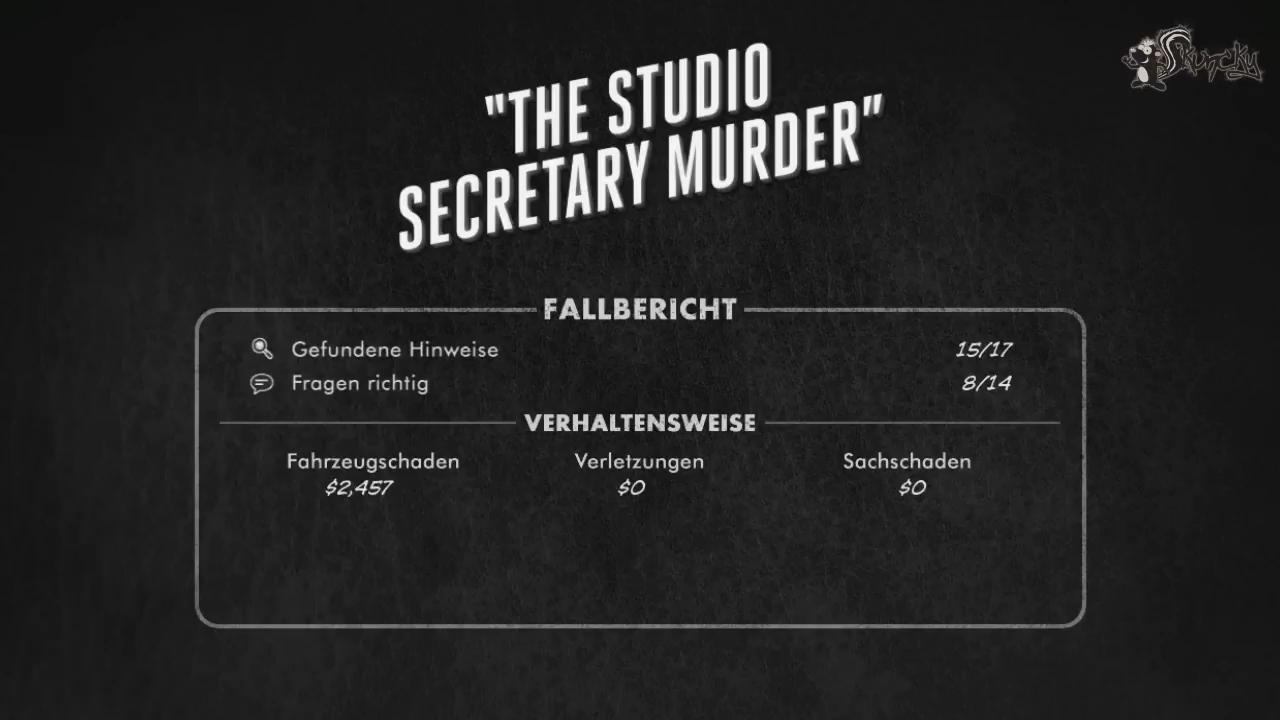 Skuncky
"THE STUDIO
SECRETARY MURDER"
FALLBERICHT
Gefundene Hinweise 15/17
Fragen richtig 8/14
VERHALTENSWEISE
Fahrzeugschaden Verletzungen Sachschaden
$2,457 $0 $0